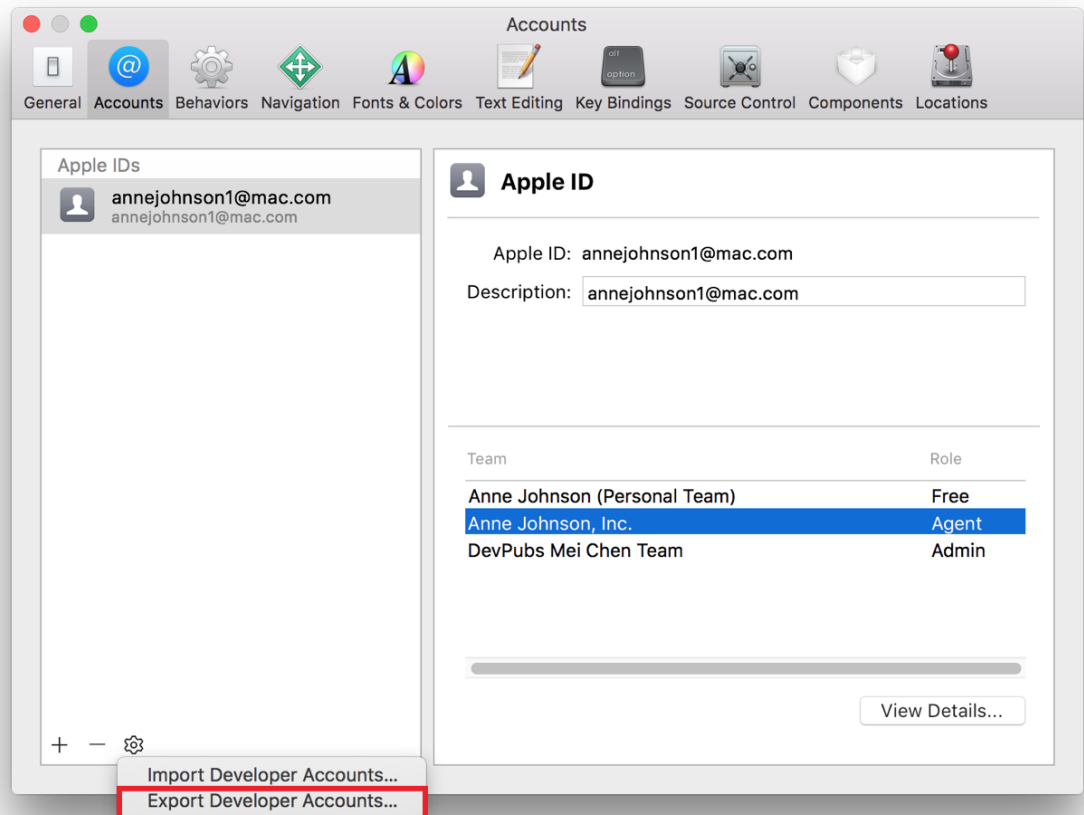 Accounts
General Accounts Behaviors Navigation Fonts & Colors Text Editing Key Bindings Source Control Components Locations
alt
option
Apple IDs
annejohnson1@mac.com
annejohnson1@mac.com
Apple ID
Apple ID: annejohnson1@mac.com
Description: annejohnson1@mac.com
Team Role
Anne Johnson (Personal Team) Free
Anne Johnson, Inc. Agent
DevPubs Mei Chen Team Admin
View Details...
Import Developer Accounts...
Export Developer Accounts...